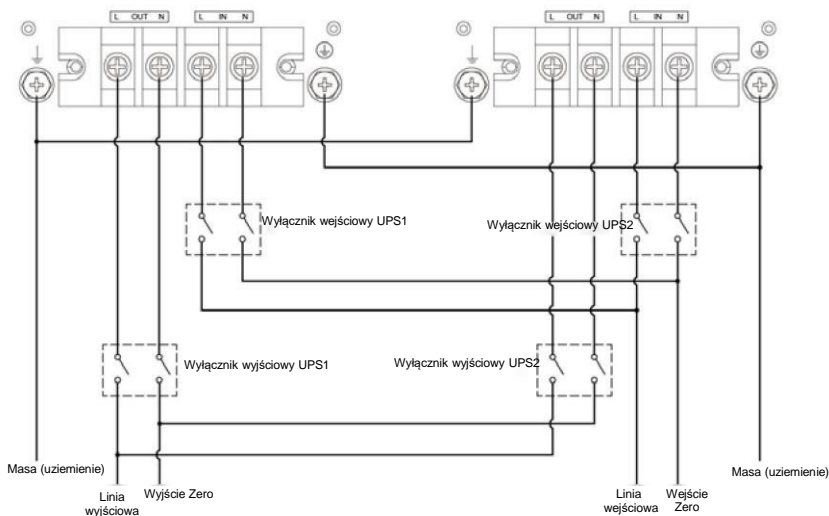 L OUT N L IN N
L OUT N L IN N
Wyłącznik wejściowy UPS1
Wyłącznik wejściowy UPS2
Wyłącznik wyjściowy UPS1
Wyłącznik wyjściowy UPS2
Masa (uziemienie)
Linia
wyjściowa
Wyjście Zero
Linia
wejściowa
Wejście
Zero
Masa (uziemienie)